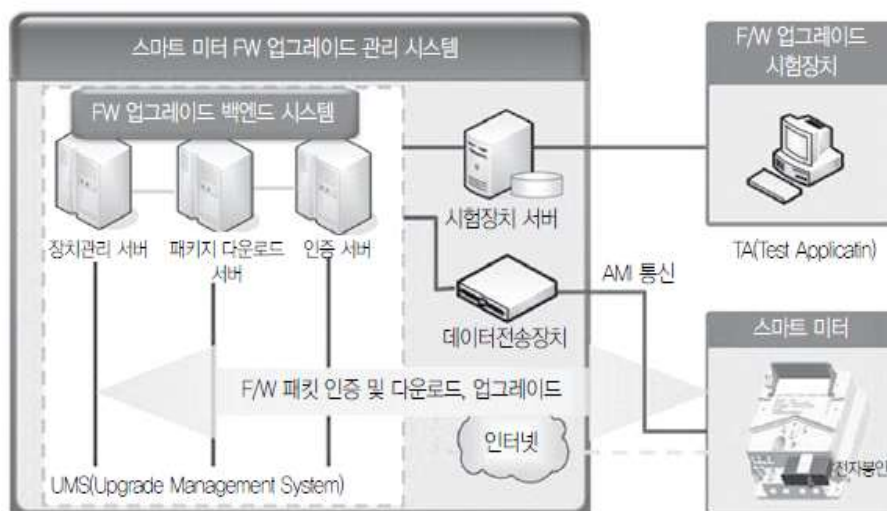 스마트 미터 FW 업그레이드 관리 시스템
FW 업그레이드 백엔드 시스템
장치관리 서버
패키지 다운로드
서버
인증 서버
시험장치 서버
데이터전송장치
F/W 패킷 인증 및 다운로드, 업그레이드
인터넷
UMS(Upgrade Management System)
F/W 업그레이드
시험장치
TA(Test Applicatin)
AMI 통신
스마트 미터
전자봉인